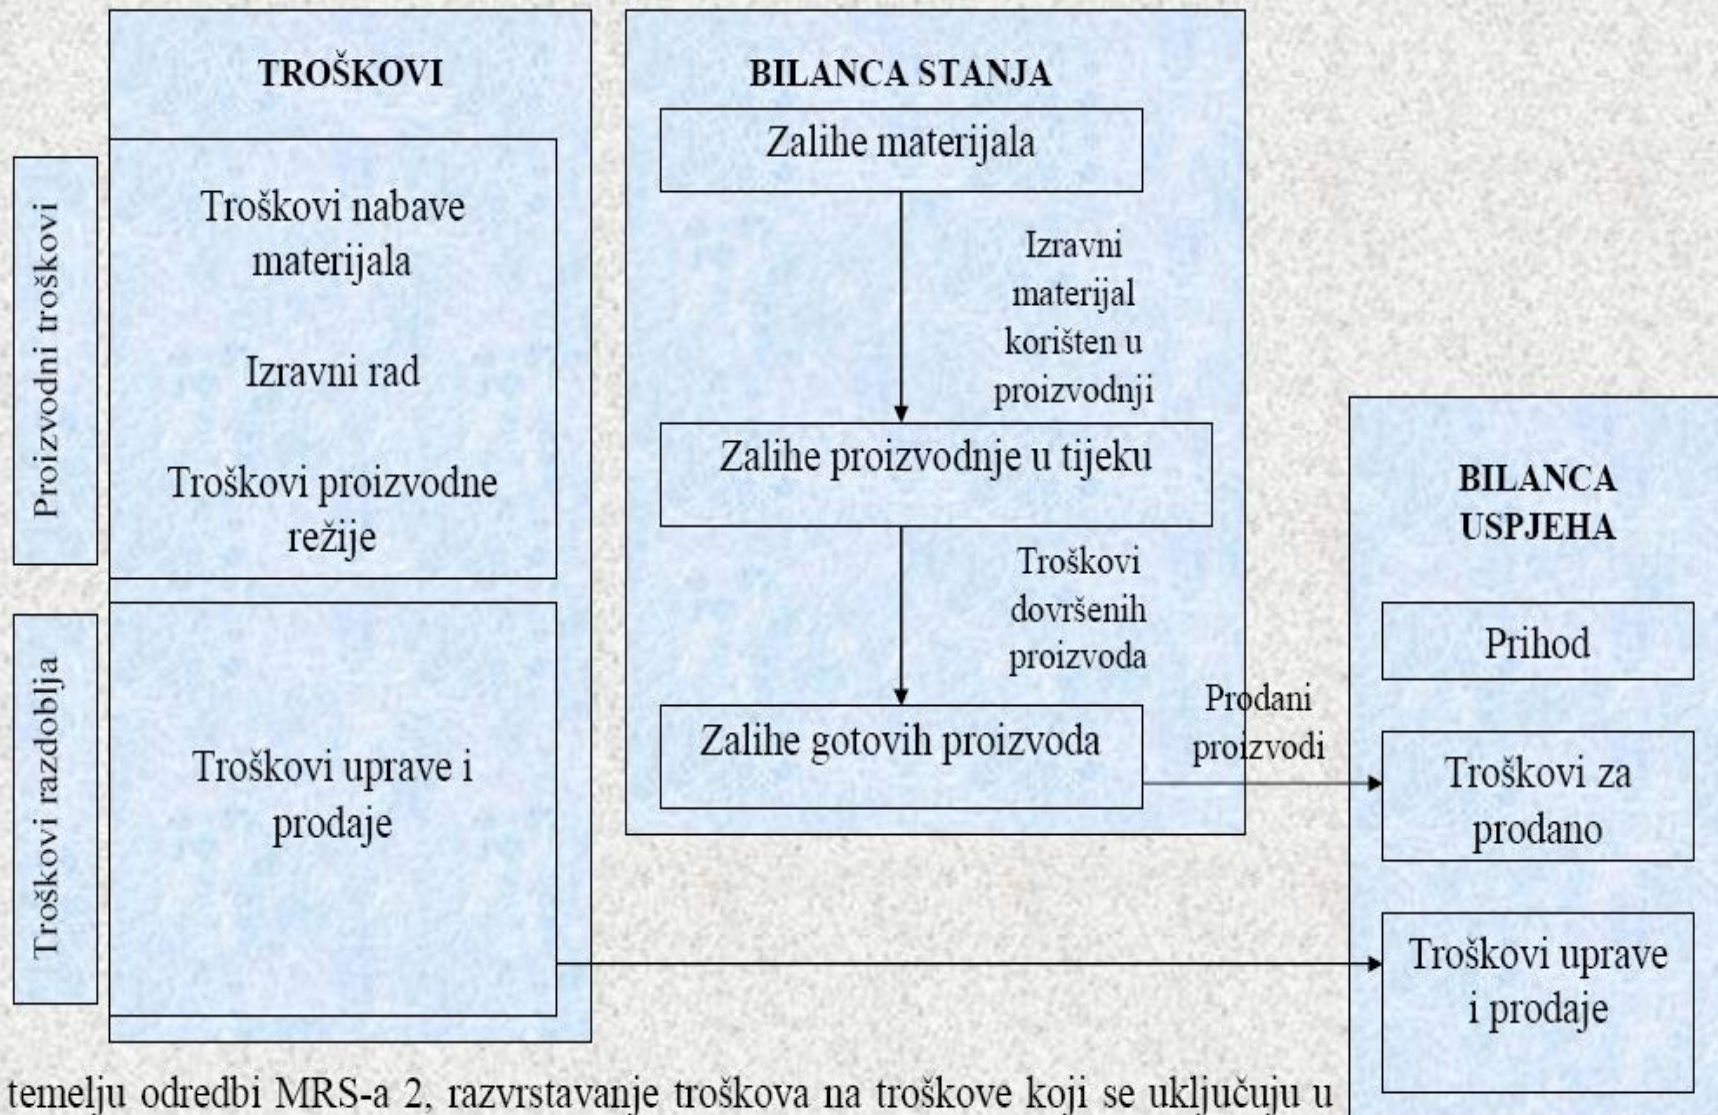 TROŠKOVI
Proizvodni troškovi
Troškovi nabave
materijala
Izravni rad
Troškovi proizvodne
režije
Troškovi razdoblja
Troškovi uprave i
prodaje
BILANCA STANJA
Zalihe materijala
Izravni
materijal
korišten u
proizvodnji
Zalihe proizvodnje u tijeku
Troškovi
dovršenih
proizvoda
Zalihe gotovih proizvoda
Prodani
proizvodi
BILANCA
USPJEHA
Prihod
Troškovi za
prodano
Troškovi uprave
i prodaje
temelju odredbi MRS-a 2, razvrstavanje troškova na troškove koji se uključuju u